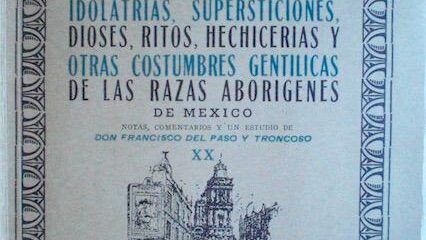 IDOLATRIAS, SUPERSTICIONES,
DIOSES, RITOS, HECHICERIAS Y
OTRAS COSTUMBRES GENTILICAS
DE LAS RAZAS ABORIGENES
DE MEXICO
NOTAS, COMENTARIOS Y UN ESTUDIO DE
DON FRANCISCO DEL PASO Y TRONCOSO
XX